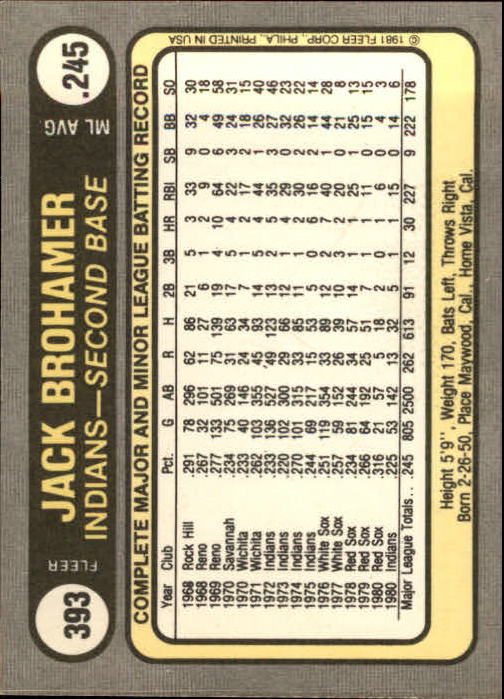 393
FLEER
JACK BROHAMER
INDIANS—SECOND BASE
ML AVG
.245
COMPLETE MAJOR AND MINOR LEAGUE BATTING RECORD
Year Club Pct. G AB R H 2B 3B HR RBI SB BB SO
1968 Rock Hill .291 78 296 62 86 21 5 3 33 9 32 30
1968 Reno .267 32 101 11 27 6 1 2 9 0 4 18
1969 Reno .277 133 501 75 139 19 4 10 64 6 49 58
1970 Savannah .234 75 269 31 63 17 5 4 22 3 24 31
1970 Wichita .233 40 146 24 34 7 1 2 17 2 18 15
1971 Wichita .262 103 355 45 93 14 5 4 44 1 26 40
1972 Indians .233 136 527 49 123 13 1 5 35 3 27 46
1973 Indians .220 102 300 29 66 12 1 4 29 0 32 23
1974 Indians .270 101 315 33 85 11 1 2 30 2 26 22
1975 Indians .244 69 217 15 53 5 0 6 16 2 14 14
1976 White Sox .251 119 354 33 89 12 2 7 40 1 44 28
1977 White Sox .257 59 152 26 39 10 3 2 20 0 21 8
1978 Red Sox .234 81 244 34 57 14 1 1 25 1 25 13
1979 Red Sox .266 64 192 25 51 7 1 1 11 0 15 15
1980 Red Sox .316 21 57 5 18 2 0 1 6 0 4 3
1980 Indians .225 53 142 13 32 5 2 1 15 0 14 6
Major League Totals .. .245 805 2500 262 613 91 12 30 227 9 222 178
Height 5'9", Weight 170, Bats Left, Throws Right
Born 2-26-50, Place Maywood, Cal., Home Vista, Cal.
© 1981 FLEER CORP., PHILA., PRINTED IN USA